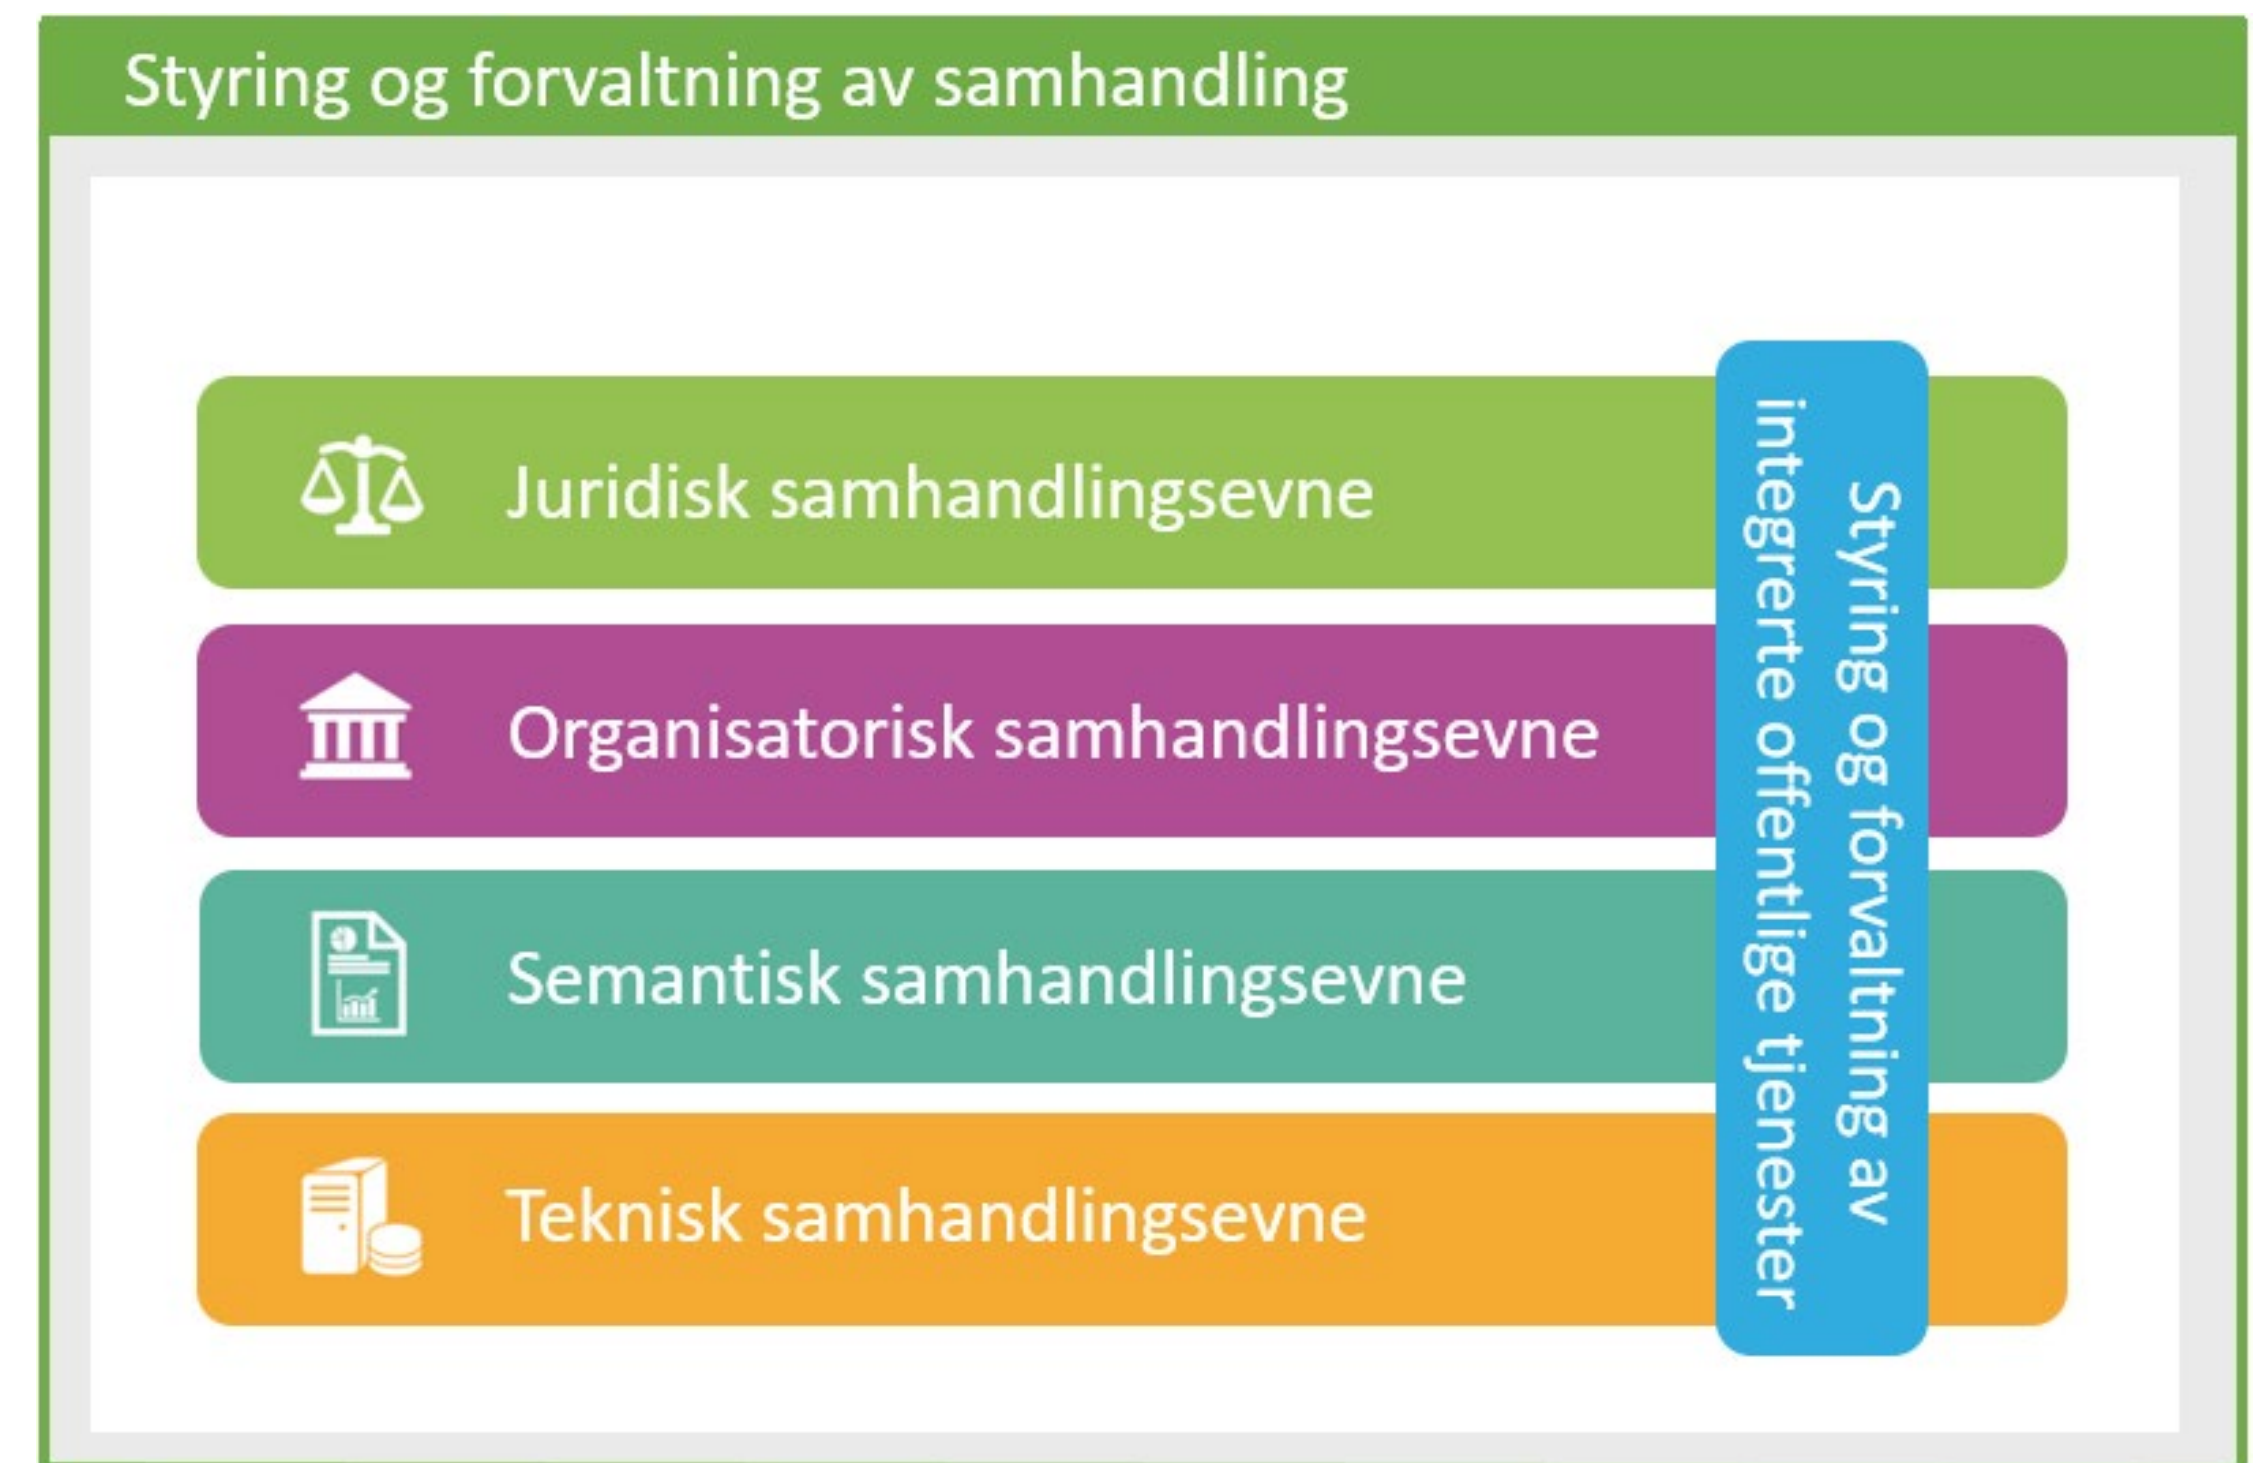 Styring og forvaltning av samhandling
Juridisk samhandlingsevne
Organisatorisk samhandlingsevne
Semantisk samhandlingsevne
Teknisk samhandlingsevne
Styring og forvaltning av
integrerte offentlige tjenester